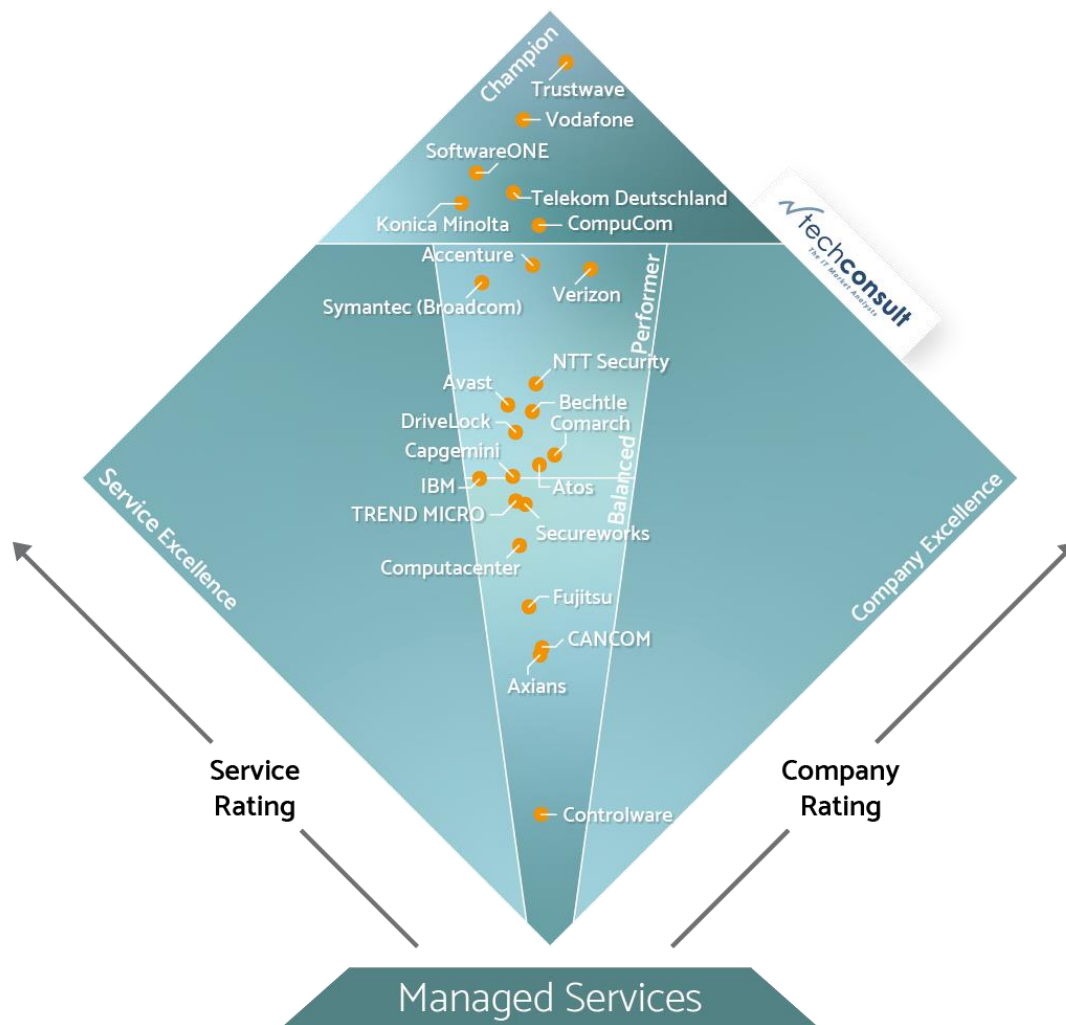 Champion
Trustwave
Vodafone
SoftwareONE
Telekom Deutschland
Konica Minolta
CompuCom
techconsult
The IT Market Analysts
Accenture
Verizon
Symantec (Broadcom)
Performer
NTT Security
Avast
Bechtle
DriveLock
Comarch
Capgemini
IBM
Atos
Balanced
TREND MICRO
Secureworks
Service Excellence
Company Excellence
Computacenter
Fujitsu
CANCOM
Axians
Service
Rating
Company
Rating
Controlware
Managed Services